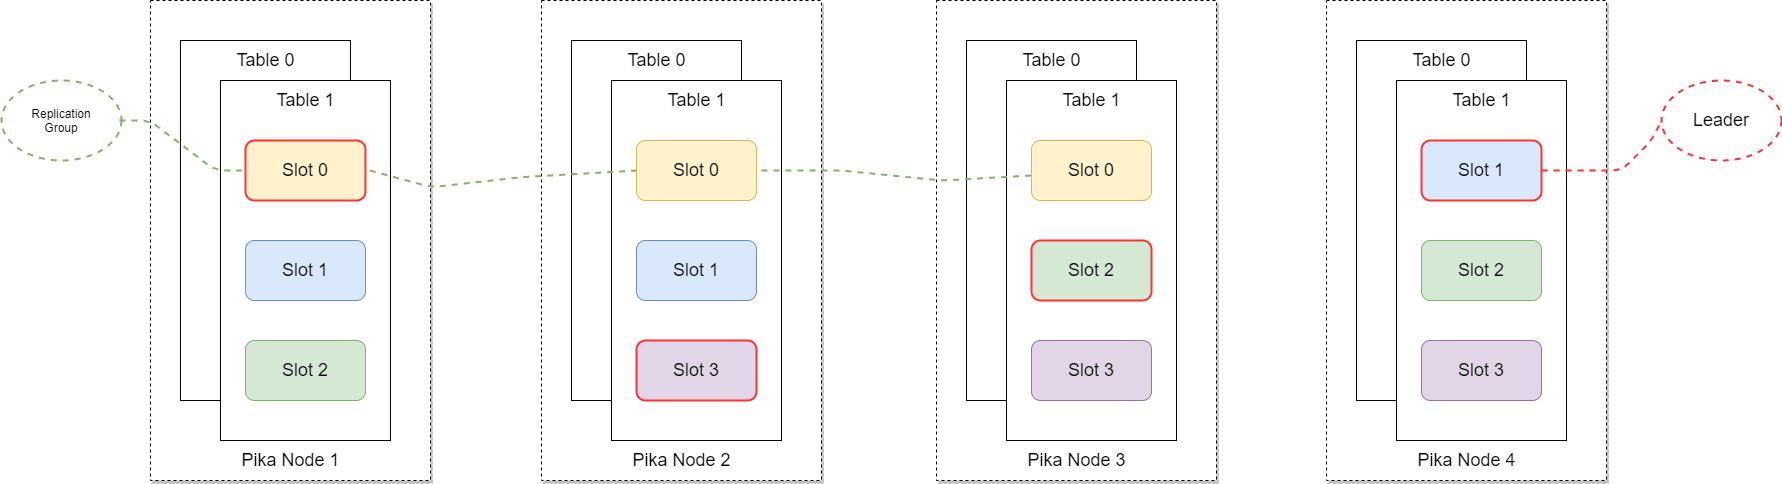 Replication
Group
Table 0
Table 1
Slot 0
Slot 1
Slot 2
Pika Node 1
Table 0
Table 1
Slot 0
Slot 1
Slot 3
Pika Node 2
Table 0
Table 1
Slot 0
Slot 2
Slot 3
Pika Node 3
Table 0
Table 1
Slot 1
Slot 2
Slot 3
Pika Node 4
Leader